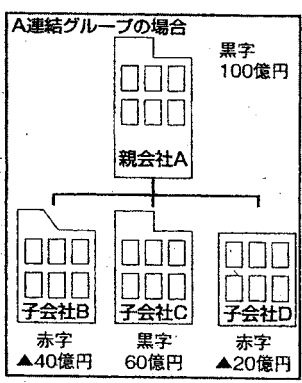 A連結グループの場合
黒字
100億円
親会社A
子会社B
子会社C
子会社D
赤字
▲40億円
黒字
60億円
赤字
▲20億円